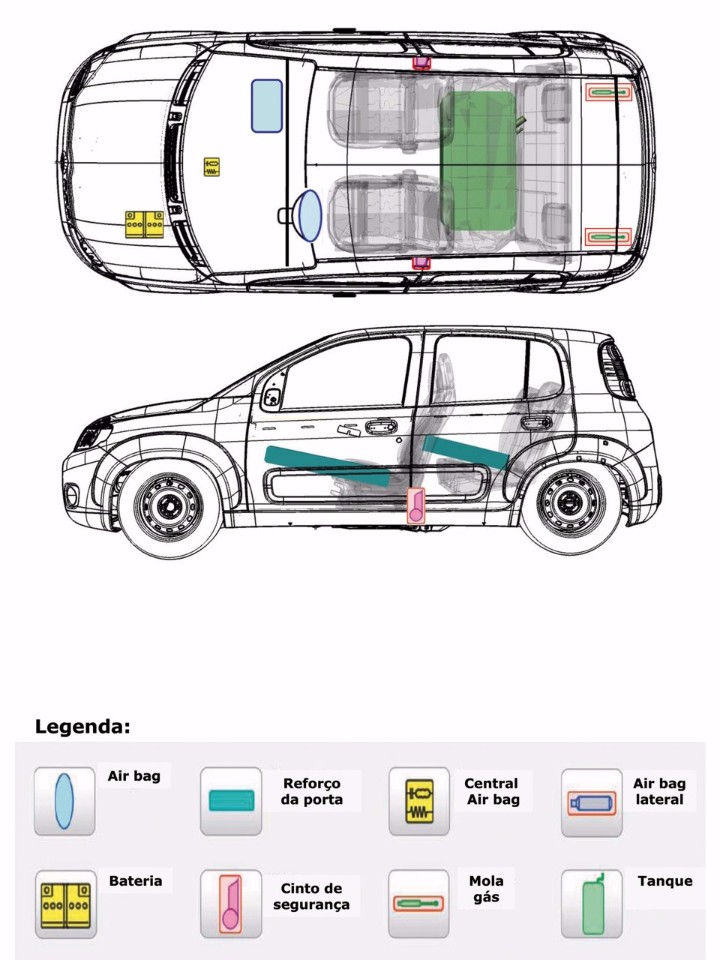 Legenda:
Air bag
Reforço
da porta
Central
Air bag
Air bag
lateral
Bateria
Cinto de
segurança
Mola
gás
Tanque